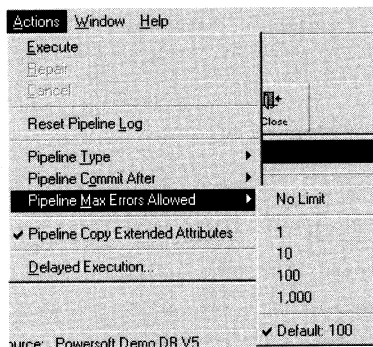 Actions Window Help
Execute
Repair
Cancel
Reset Pipeline Log
Close
Pipeline Type
Pipeline Commit After
Pipeline Max Errors Allowed
No Limit
Pipeline Copy Extended Attributes
1
10
Delayed Execution...
100
1,000
Default: 100
Powersoft Demo DB V5